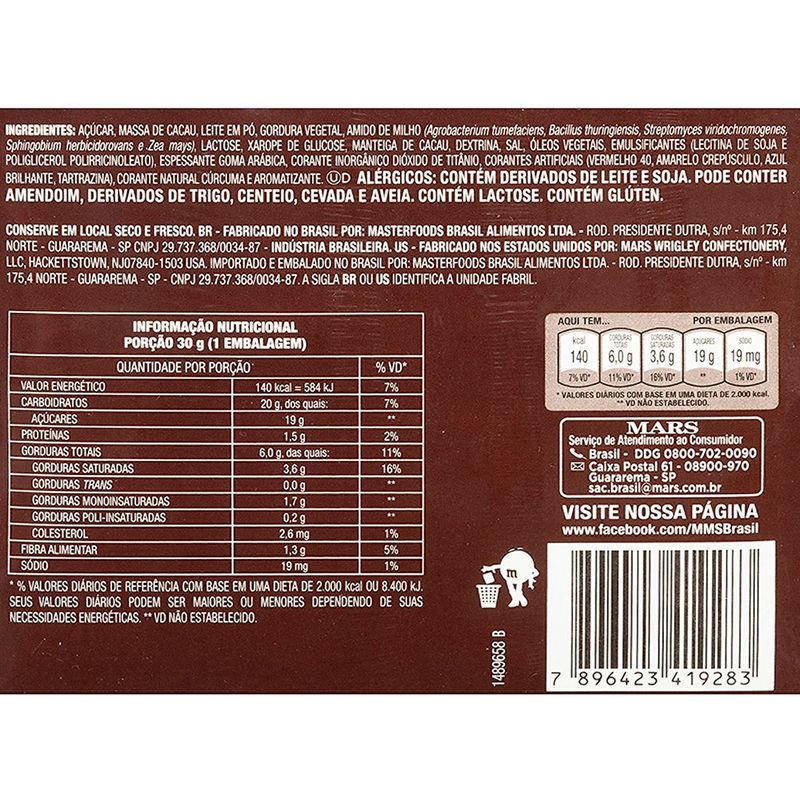 INGREDIENTES: AÇÚCAR, MASSA DE CACAU, LEITE EM PÓ, GORDURA VEGETAL, AMIDO DE MILHO (Agrobacterium tumefaciens, Bacillus thuringiensis, Streptomyces viridochromogenes,
Sphingobium herbicidorovans e Zea mays), LACTOSE, XAROPE DE GLUCOSE, MANTEIGA DE CACAU, DEXTRINA, SAL, ÓLEOS VEGETAIS, EMULSIFICANTES (LECITINA DE SOJA E
POLIGLICEROL POLIRRICINOLEATO), ESPESSANTE GOMA ARÁBICA, CORANTE INORGÂNICO DIÓXIDO DE TITÂNIO, CORANTES ARTIFICIAIS (VERMELHO 40, AMARELO CREPÚSCULO, AZUL
BRILHANTE, TARTRAZINA), CORANTE NATURAL CÚRCUMA E AROMATIZANTE. ⓊD ALÉRGICOS: CONTÉM DERIVADOS DE LEITE E SOJA. PODE CONTER
AMENDOIM, DERIVADOS DE TRIGO, CENTEIO, CEVADA E AVEIA. CONTÉM LACTOSE. CONTÉM GLÚTEN.
CONSERVE EM LOCAL SECO E FRESCO. BR - FABRICADO NO BRASIL POR: MASTERFOODS BRASIL ALIMENTOS LTDA. - ROD. PRESIDENTE DUTRA, s/nº - km 175,4
NORTE - GUARAREMA - SP CNPJ 29.737.368/0034-87 - INDÚSTRIA BRASILEIRA. US - FABRICADO NOS ESTADOS UNIDOS POR: MARS WRIGLEY CONFECTIONERY,
LLC, HACKETTSTOWN, NJ07840-1503 USA. IMPORTADO E EMBALADO NO BRASIL POR: MASTERFOODS BRASIL ALIMENTOS LTDA. - ROD. PRESIDENTE DUTRA, s/nº - km
175,4 NORTE - GUARAREMA - SP - CNPJ 29.737.368/0034-87. A SIGLA BR OU US IDENTIFICA A UNIDADE FABRIL.
INFORMAÇÃO NUTRICIONAL
PORÇÃO 30 g (1 EMBALAGEM)
QUANTIDADE POR PORÇÃO % VD*
VALOR ENERGÉTICO 140 kcal = 584 kJ 7%
CARBOIDRATOS 20 g, dos quais: 7%
AÇÚCARES 19 g **
PROTEÍNAS 1,5 g 2%
GORDURAS TOTAIS 6,0 g, das quais: 11%
GORDURAS SATURADAS 3,6 g 16%
GORDURAS TRANS 0,0 g **
GORDURAS MONOINSATURADAS 1,7 g **
GORDURAS POLI-INSATURADAS 0,2 g **
COLESTEROL 2,6 mg 1%
FIBRA ALIMENTAR 1,3 g 5%
SÓDIO 19 mg 1%
* % VALORES DIÁRIOS DE REFERÊNCIA COM BASE EM UMA DIETA DE 2.000 kcal OU 8.400 kJ.
SEUS VALORES DIÁRIOS PODEM SER MAIORES OU MENORES DEPENDENDO DE SUAS
NECESSIDADES ENERGÉTICAS. ** VD NÃO ESTABELECIDO.
AQUI TEM... POR EMBALAGEM
kcal GORDURAS TOTAIS GORDURAS SATURADAS AÇÚCARES SÓDIO
140 6,0 g 3,6 g 19 g 19 mg
7% VD* 11% VD* 16% VD* ** 1% VD*
* VALORES DIÁRIOS COM BASE EM UMA DIETA DE 2.000 kcal.
** VD NÃO ESTABELECIDO.
MARS
Serviço de Atendimento ao Consumidor
Brasil - DDG 0800-702-0090
Caixa Postal 61 - 08900-970
Guararema - SP
sac.brasil@mars.com.br
VISITE NOSSA PÁGINA
www.facebook.com/MMSBrasil
m
1489658 B
7 896423 419283